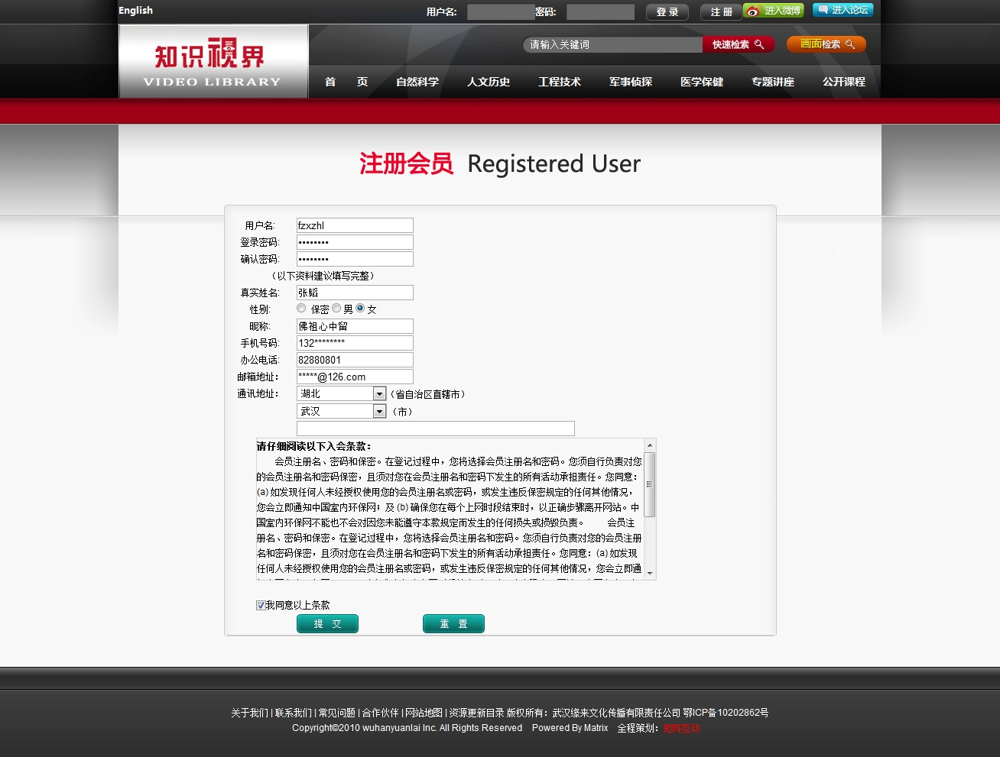 English 用户名: 密码: 登 录 注 册 进入微博 进入论坛
知识视界
VIDEO LIBRARY
请输入关键词 快速检索 画面检索
首 页 自然科学 人文历史 工程技术 军事侦探 医学保健 专题讲座 公开课程
注册会员 Registered User
用户名: fzxzhl
登录密码: ••••••••
确认密码: ••••••••
（以下资料建议填写完整）
真实姓名: 张韬
性别: 保密 男 女
昵称: 佛祖心中留
手机号码: 132********
办公电话: 82880801
邮箱地址: *****@126.com
通讯地址: 湖北 （省自治区直辖市）
武汉 （市）
请仔细阅读以下入会条款：
会员注册名、密码和保密。在登记过程中，您将选择会员注册名和密码。您须自行负责对您
的会员注册名和密码保密，且须对您在会员注册名和密码下发生的所有活动承担责任。您同意：
(a) 如发现任何人未经授权使用您的会员注册名或密码，或发生违反保密规定的任何其他情况，
您会立即通知中国室内环保网；及 (b) 确保您在每个上网时段结束时，以正确步骤离开网站。中
国室内环保网不能也不会对因您未能遵守本款规定而发生的任何损失或损毁负责。 会员注
册名、密码和保密。在登记过程中，您将选择会员注册名和密码。您须自行负责对您的会员注册
名和密码保密，且须对您在会员注册名和密码下发生的所有活动承担责任。您同意：(a) 如发现
任何人未经授权使用您的会员注册名或密码，或发生违反保密规定的任何其他情况，您会立即通
我同意以上条款
提 交 重 置
关于我们 | 联系我们 | 常见问题 | 合作伙伴 | 网站地图 | 资源更新目录 版权所有：武汉缘来文化传播有限责任公司 鄂ICP备10202862号
Copyright©2010 wuhanyuanlai Inc. All Rights Reserved Powered By Matrix 全程策划：矩阵互动